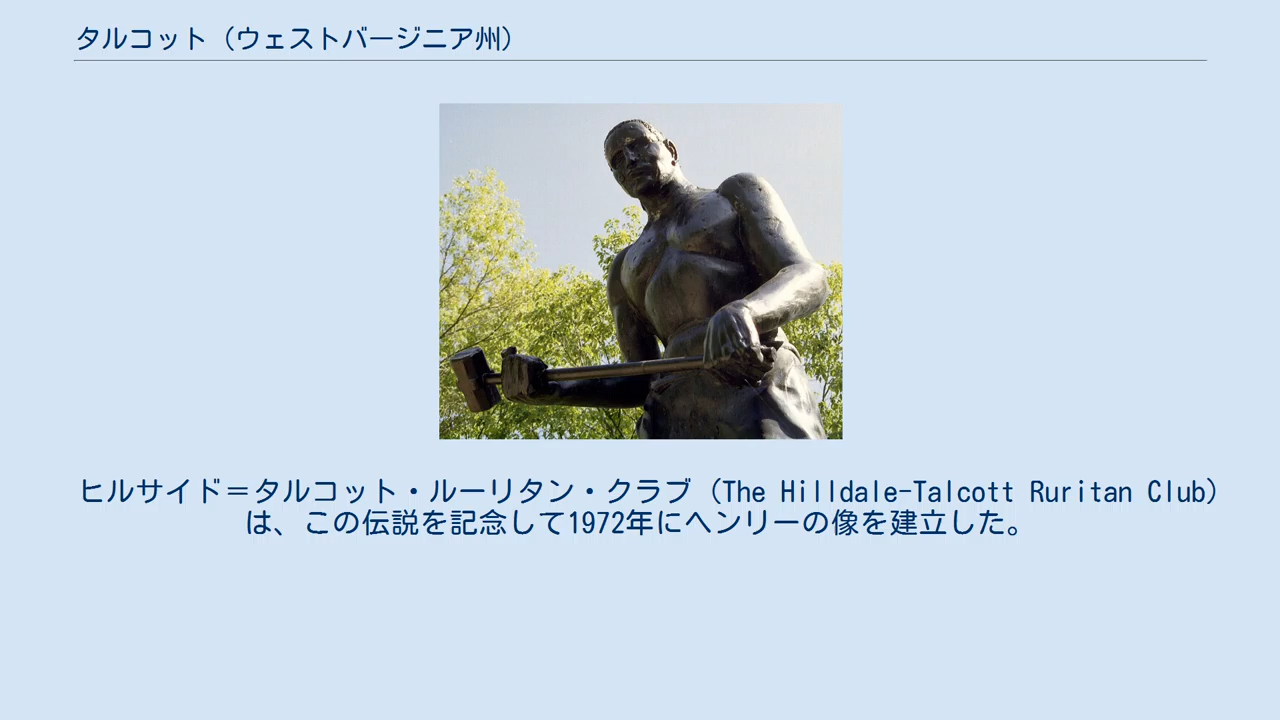 タルコット（ウェストバージニア州）
ヒルサイド＝タルコット・ルーリタン・クラブ（The Hilldale-Talcott Ruritan Club）
は、この伝説を記念して1972年にヘンリーの像を建立した。